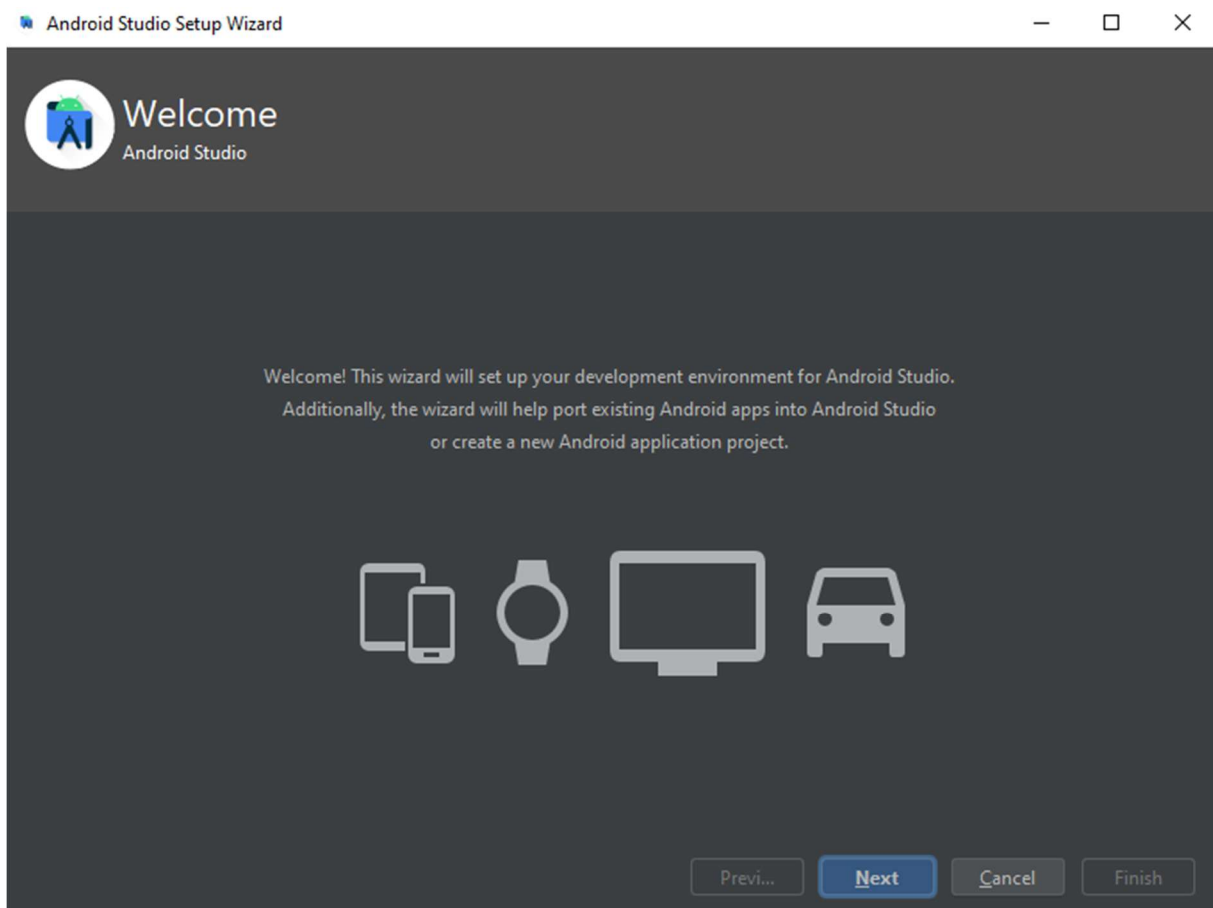 Android Studio Setup Wizard
Welcome
Android Studio
Welcome! This wizard will set up your development environment for Android Studio.
Additionally, the wizard will help port existing Android apps into Android Studio
or create a new Android application project.
Previ... Next Cancel Finish